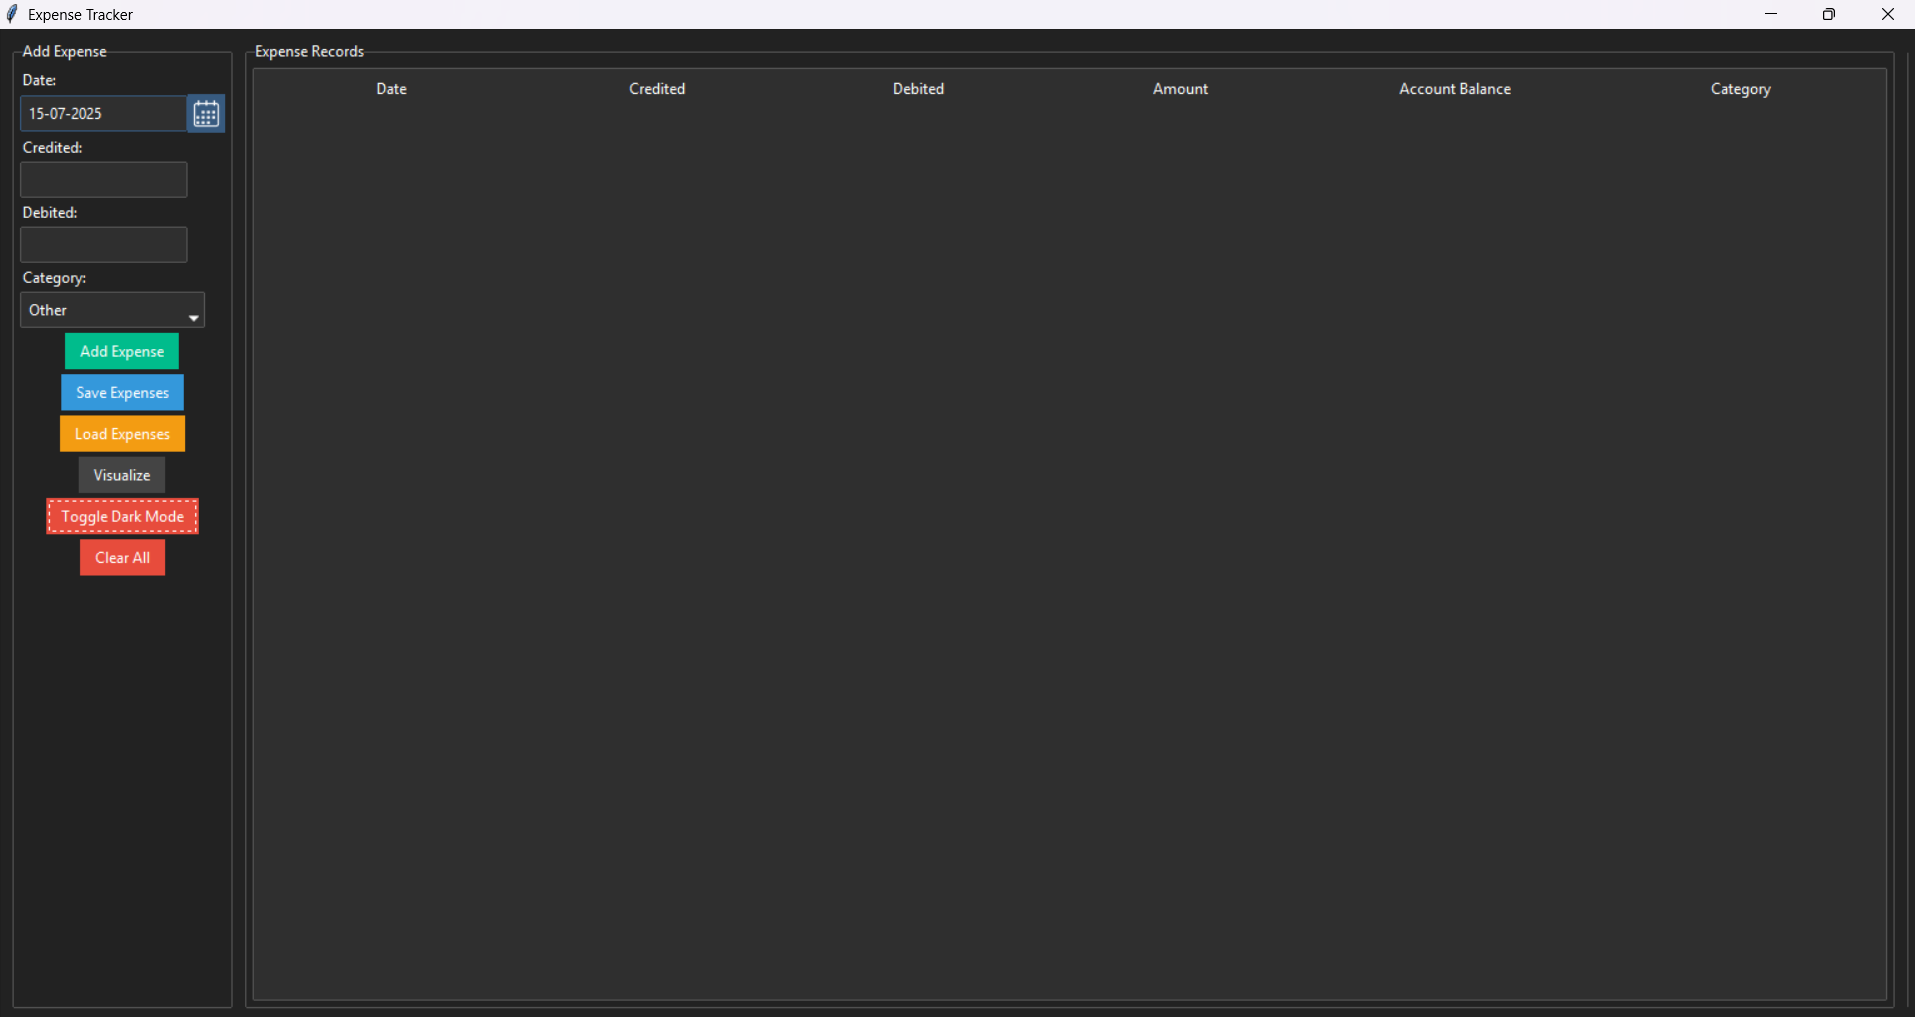 Expense Tracker
Add Expense
Date:
15-07-2025
Credited:
Debited:
Category:
Other
Add Expense
Save Expenses
Load Expenses
Visualize
Toggle Dark Mode
Clear All
Expense Records
Date Credited Debited Amount Account Balance Category